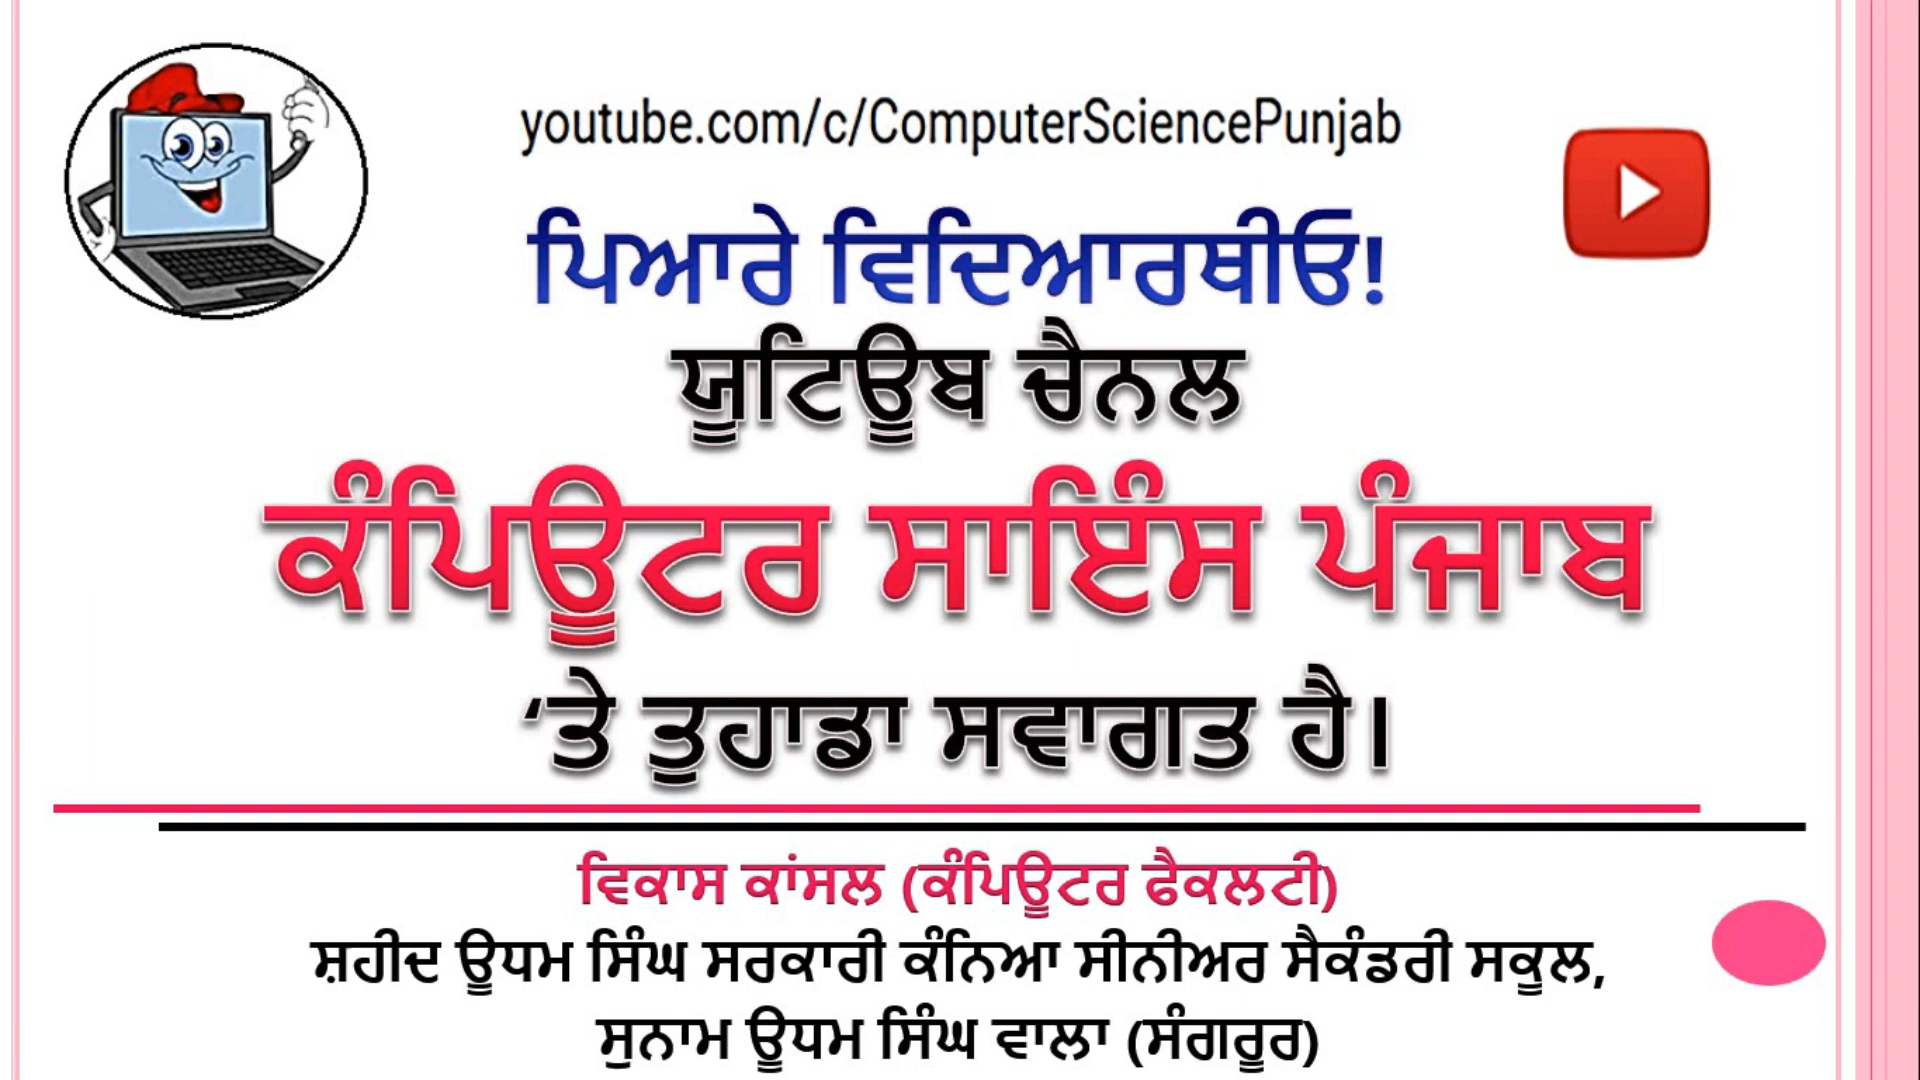 youtube.com/c/ComputerSciencePunjab
ਪਿਆਰੇ ਵਿਦਿਆਰਥੀਓ!
ਯੂਟਿਊਬ ਚੈਨਲ
ਕੰਪਿਊਟਰ ਸਾਇੰਸ ਪੰਜਾਬ
‘ਤੇ ਤੁਹਾਡਾ ਸਵਾਗਤ ਹੈ।
ਵਿਕਾਸ ਕਾਂਸਲ (ਕੰਪਿਊਟਰ ਫੈਕਲਟੀ)
ਸ਼ਹੀਦ ਊਧਮ ਸਿੰਘ ਸਰਕਾਰੀ ਕੰਨਿਆ ਸੀਨੀਅਰ ਸੈਕੰਡਰੀ ਸਕੂਲ,
ਸੁਨਾਮ ਊਧਮ ਸਿੰਘ ਵਾਲਾ (ਸੰਗਰੂਰ)